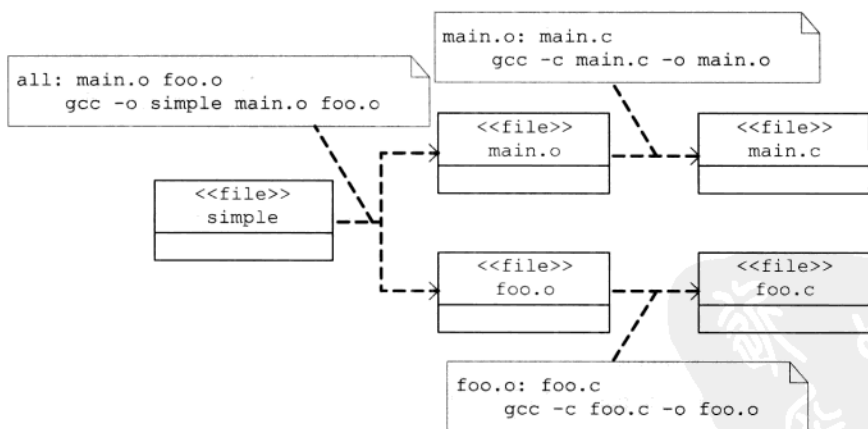 main.o: main.c
gcc -c main.c -o main.o
all: main.o foo.o
gcc -o simple main.o foo.o
<<file>>
main.o
<<file>>
main.c
<<file>>
simple
<<file>>
foo.o
<<file>>
foo.c
foo.o: foo.c
gcc -c foo.c -o foo.o